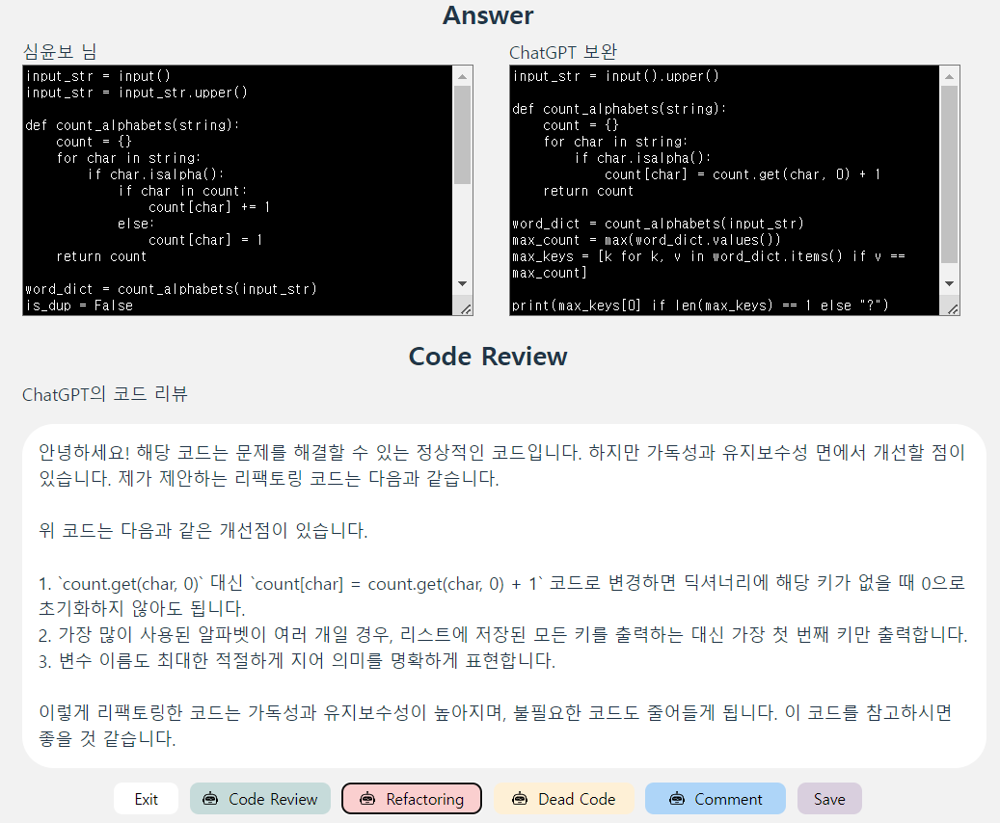 Answer
심윤보 님
input_str = input()
input_str = input_str.upper()
def count_alphabets(string):
    count = {}
    for char in string:
        if char.isalpha():
            if char in count:
                count[char] += 1
            else:
                count[char] = 1
    return count
word_dict = count_alphabets(input_str)
is_dup = False
ChatGPT 보완
input_str = input().upper()
def count_alphabets(string):
    count = {}
    for char in string:
        if char.isalpha():
            count[char] = count.get(char, 0) + 1
    return count
word_dict = count_alphabets(input_str)
max_count = max(word_dict.values())
max_keys = [k for k, v in word_dict.items() if v ==
max_count]
print(max_keys[0] if len(max_keys) == 1 else "?")
Code Review
ChatGPT의 코드 리뷰
안녕하세요! 해당 코드는 문제를 해결할 수 있는 정상적인 코드입니다. 하지만 가독성과 유지보수성 면에서 개선할 점이
있습니다. 제가 제안하는 리팩토링 코드는 다음과 같습니다.
위 코드는 다음과 같은 개선점이 있습니다.
1. `count.get(char, 0)` 대신 `count[char] = count.get(char, 0) + 1` 코드로 변경하면 딕셔너리에 해당 키가 없을 때 0으로
초기화하지 않아도 됩니다.
2. 가장 많이 사용된 알파벳이 여러 개일 경우, 리스트에 저장된 모든 키를 출력하는 대신 가장 첫 번째 키만 출력합니다.
3. 변수 이름도 최대한 적절하게 지어 의미를 명확하게 표현합니다.
이렇게 리팩토링한 코드는 가독성과 유지보수성이 높아지며, 불필요한 코드도 줄어들게 됩니다. 이 코드를 참고하시면
좋을 것 같습니다.
Exit
Code Review
Refactoring
Dead Code
Comment
Save